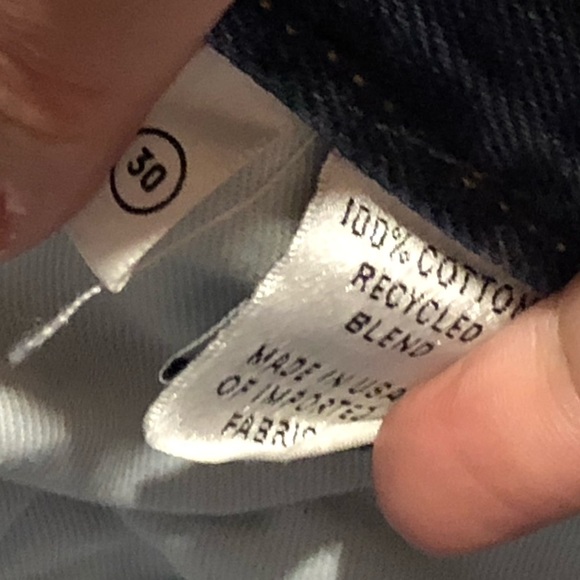 30
100% COTTON
RECYCLED
BLEND
MADE IN USA
OF IMPORTED
FABRIC